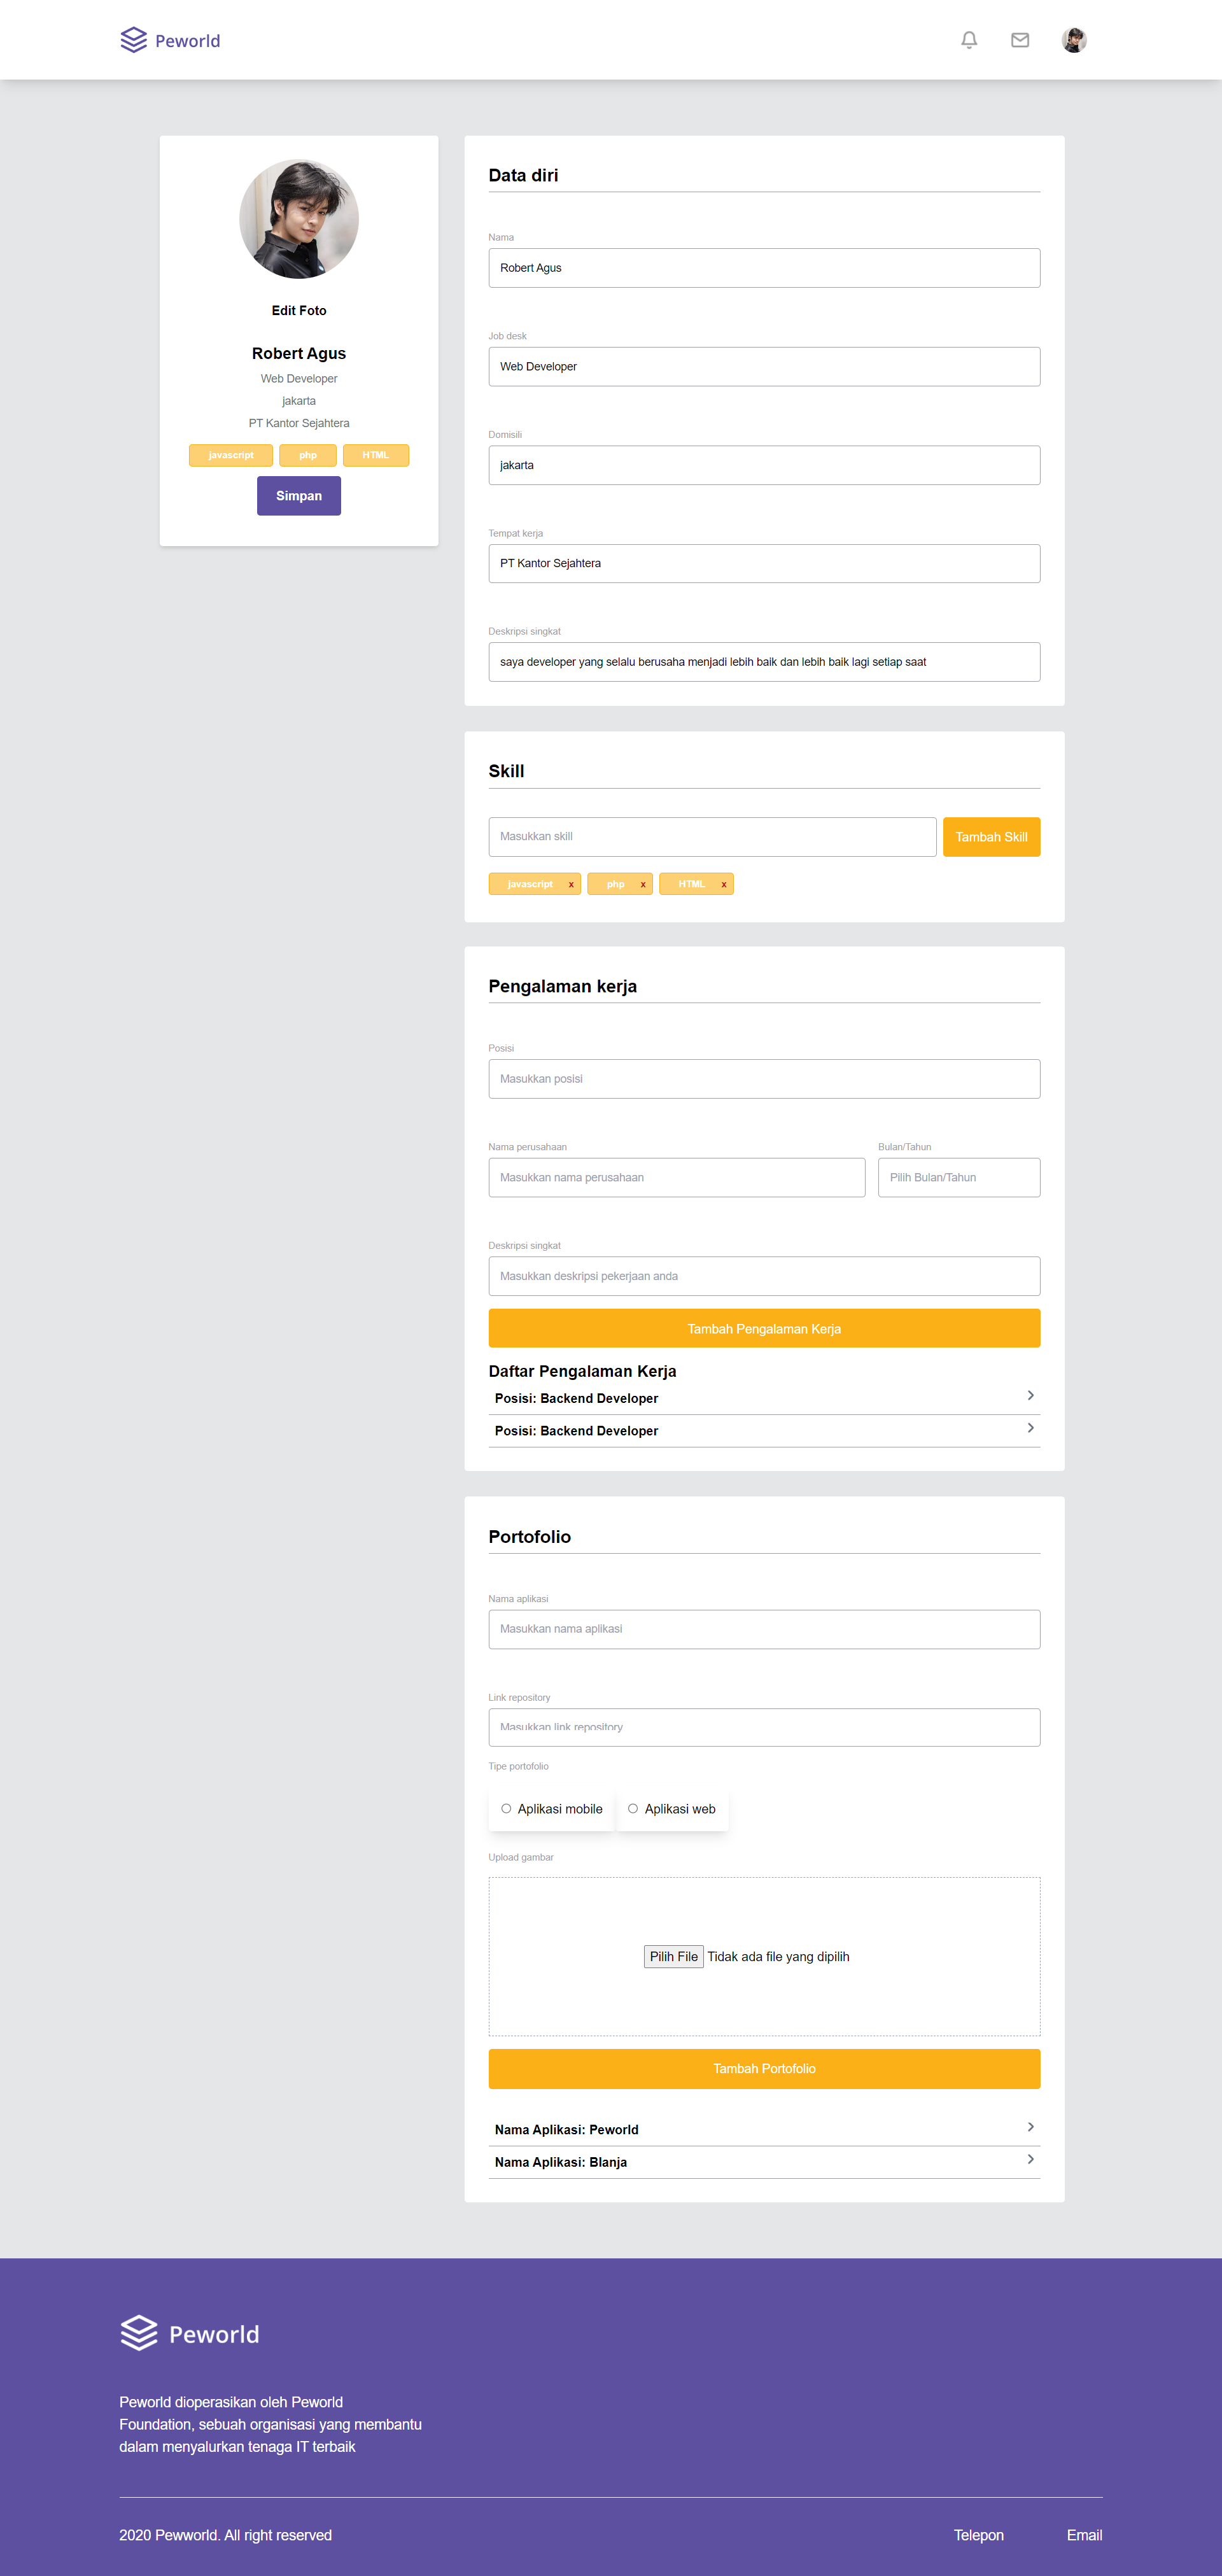 Peworld
Edit Foto
Robert Agus
Web Developer
jakarta
PT Kantor Sejahtera
javascript php HTML
Simpan
Data diri
Nama
Robert Agus
Job desk
Web Developer
Domisili
jakarta
Tempat kerja
PT Kantor Sejahtera
Deskripsi singkat
saya developer yang selalu berusaha menjadi lebih baik dan lebih baik lagi setiap saat
Skill
Masukkan skill Tambah Skill
javascript x php x HTML x
Pengalaman kerja
Posisi
Masukkan posisi
Nama perusahaan Bulan/Tahun
Masukkan nama perusahaan Pilih Bulan/Tahun
Deskripsi singkat
Masukkan deskripsi pekerjaan anda
Tambah Pengalaman Kerja
Daftar Pengalaman Kerja
Posisi: Backend Developer
Posisi: Backend Developer
Portofolio
Nama aplikasi
Masukkan nama aplikasi
Link repository
Masukkan link repository
Tipe portofolio
Aplikasi mobile Aplikasi web
Upload gambar
Pilih File Tidak ada file yang dipilih
Tambah Portofolio
Nama Aplikasi: Peworld
Nama Aplikasi: Blanja
Peworld
Peworld dioperasikan oleh Peworld
Foundation, sebuah organisasi yang membantu
dalam menyalurkan tenaga IT terbaik
2020 Pewworld. All right reserved Telepon Email